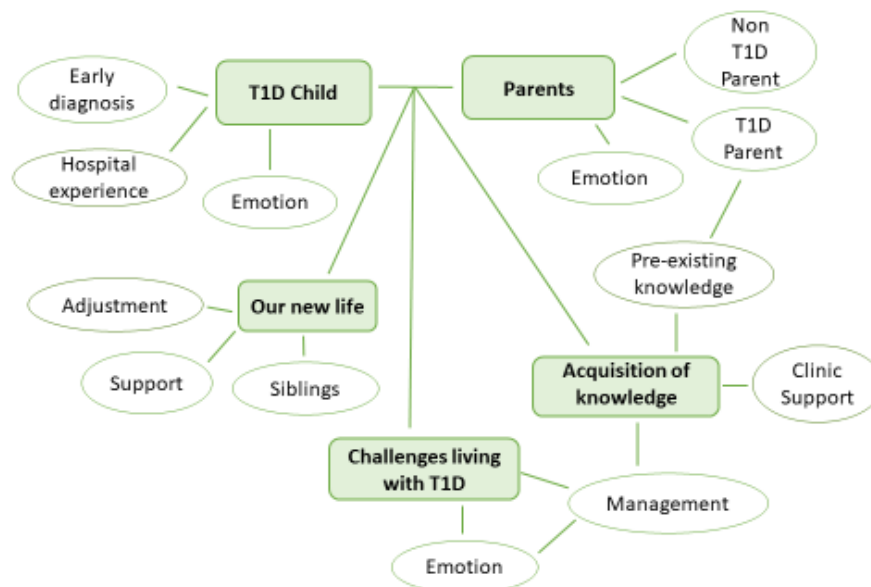 Non
T1D
Parent
Early
diagnosis
T1D Child
Parents
T1D
Parent
Hospital
experience
Emotion
Emotion
Pre-existing
knowledge
Adjustment
Our new life
Support
Siblings
Acquisition of
knowledge
Clinic
Support
Challenges living
with T1D
Management
Emotion